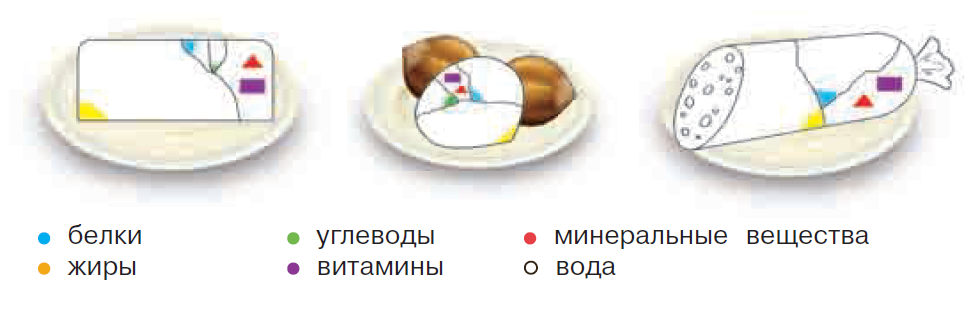 белки углеводы минеральные вещества
жиры витамины вода